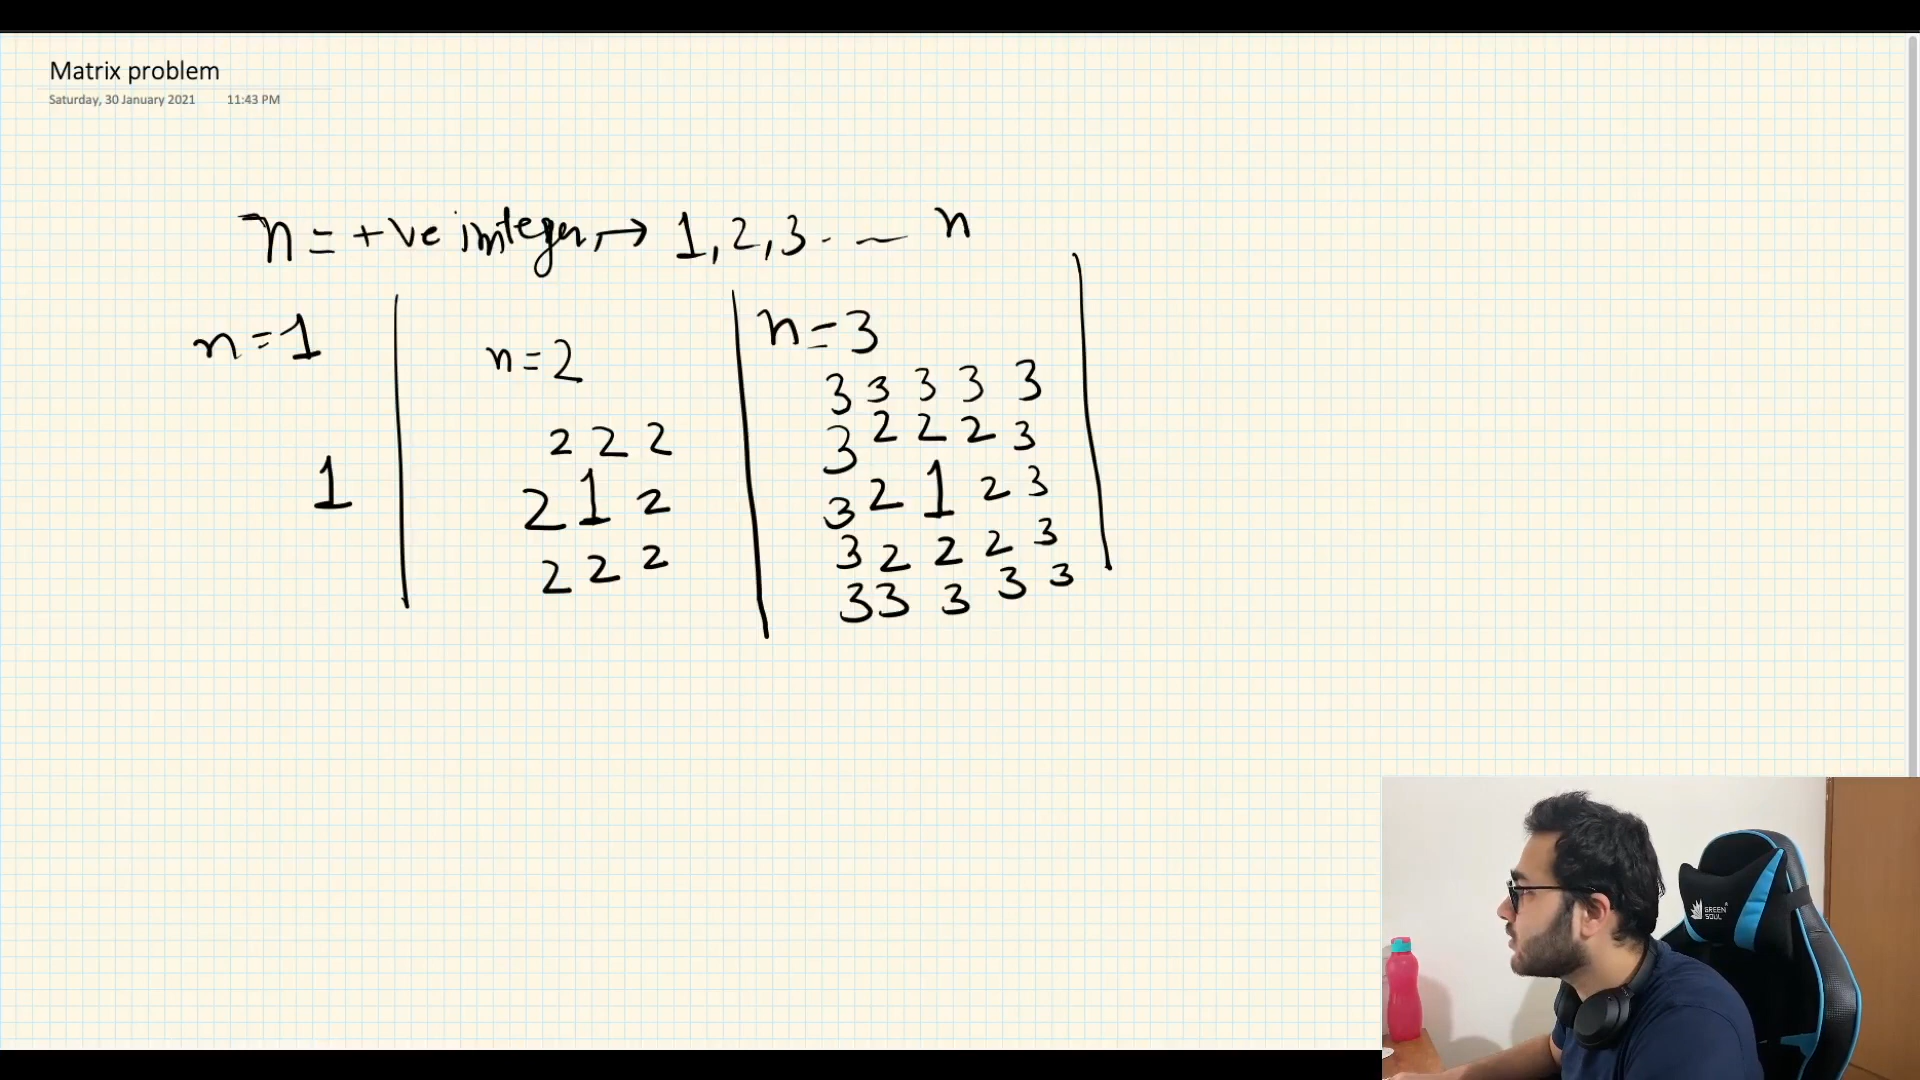 Matrix problem
Saturday, 30 January 2021 11:43 PM
n = +ve integer, → 1, 2, 3 - — n
n = 1
1
n = 2
2 2 2
2 1 2
2 2 2
n = 3
3 3 3 3 3
3 2 2 2 3
3 2 1 2 3
3 2 2 2 3
3 3 3 3 3
GREEN SOUL